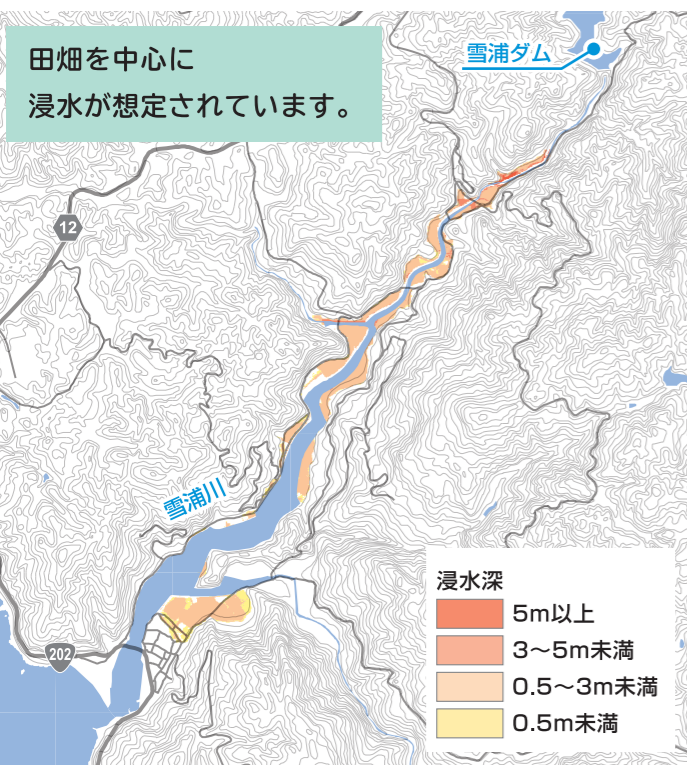 田畑を中心に
浸水が想定されています。
雪浦ダム
12
雪浦川
202
浸水深
5m以上
3〜5m未満
0.5〜3m未満
0.5m未満